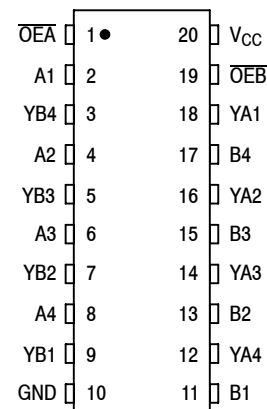 O̅E̅A̅ 1 20 VCC
A1 2 19 O̅E̅B̅
YB4 3 18 YA1
A2 4 17 B4
YB3 5 16 YA2
A3 6 15 B3
YB2 7 14 YA3
A4 8 13 B2
YB1 9 12 YA4
GND 10 11 B1